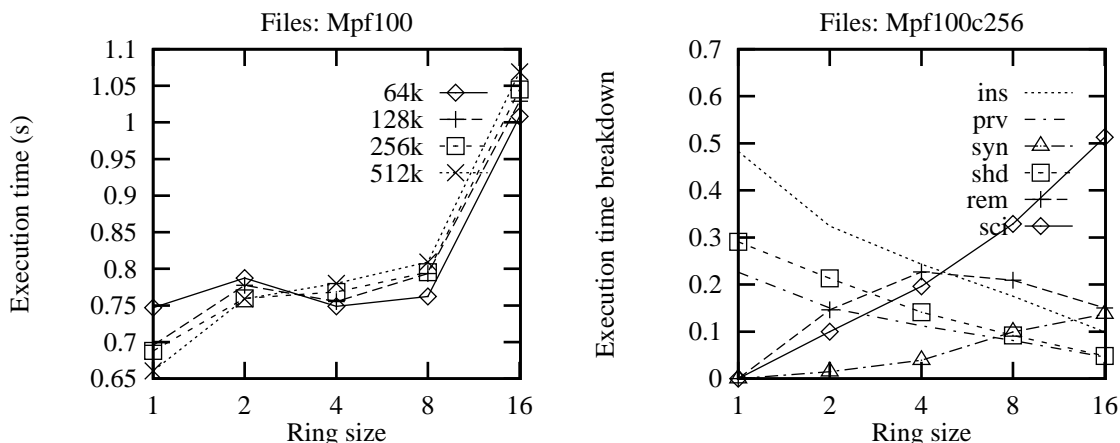 Files: Mpf100
Execution time (s)
1.1
1.05
1
0.95
0.9
0.85
0.8
0.75
0.7
0.65
64k
128k
256k
512k
1 2 4 8 16
Ring size
Files: Mpf100c256
Execution time breakdown
0.7
0.6
0.5
0.4
0.3
0.2
0.1
0
ins
prv
syn
shd
rem
sci
1 2 4 8 16
Ring size